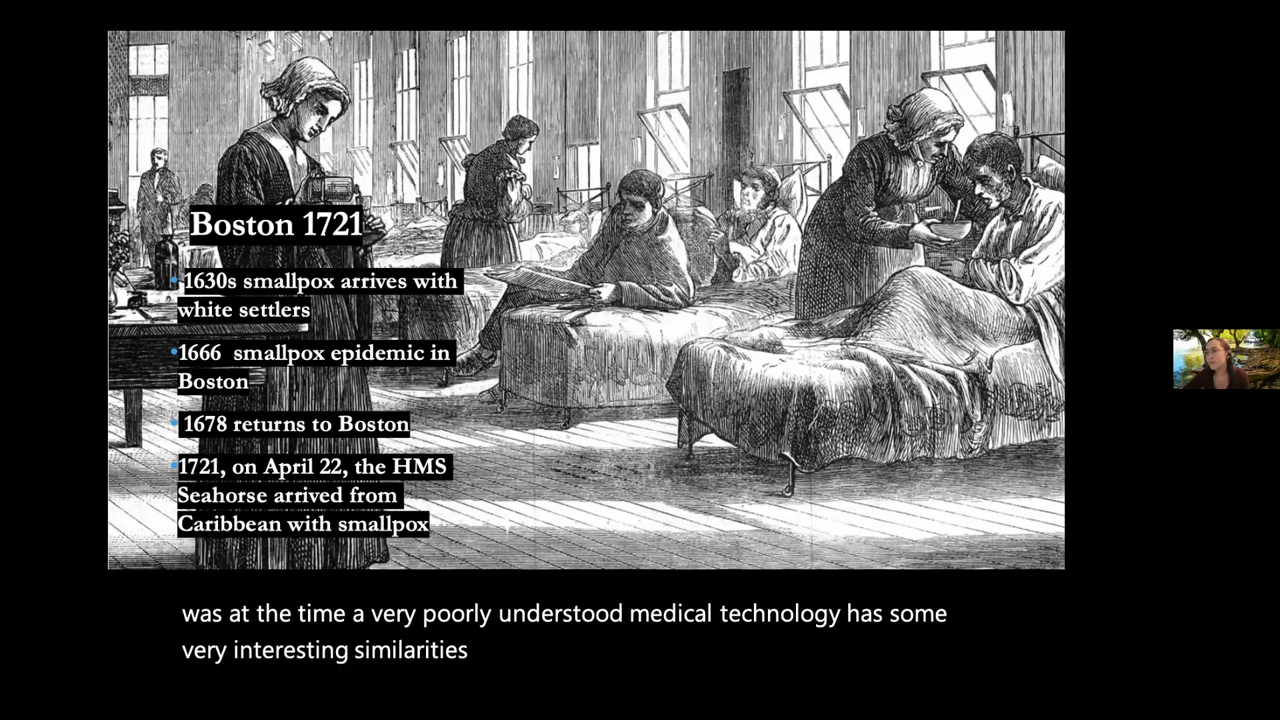 Boston 1721
1630s smallpox arrives with
white settlers
1666 smallpox epidemic in
Boston
1678 returns to Boston
1721, on April 22, the HMS
Seahorse arrived from
Caribbean with smallpox
was at the time a very poorly understood medical technology has some
very interesting similarities